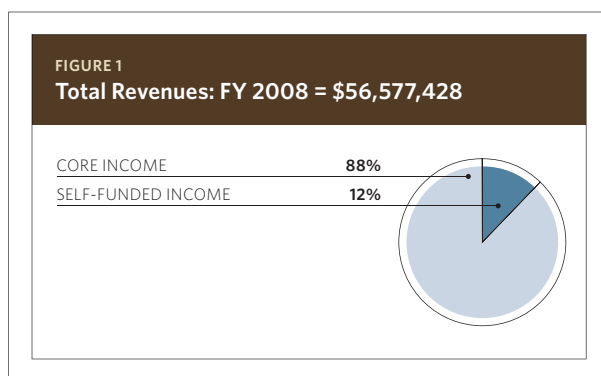 FIGURE 1
Total Revenues: FY 2008 = $56,577,428
CORE INCOME 88%
SELF-FUNDED INCOME 12%